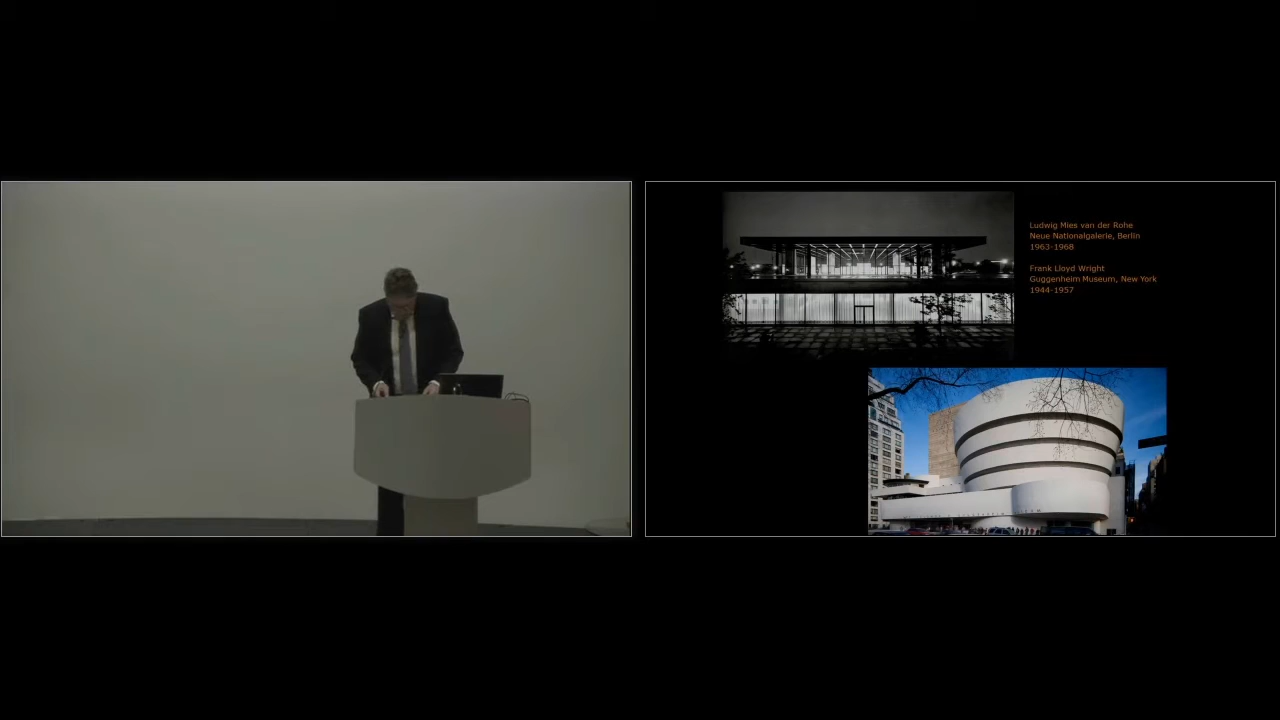 Ludwig Mies van der Rohe
Neue Nationalgalerie, Berlin
1963-1968
Frank Lloyd Wright
Guggenheim Museum, New York
1944-1957